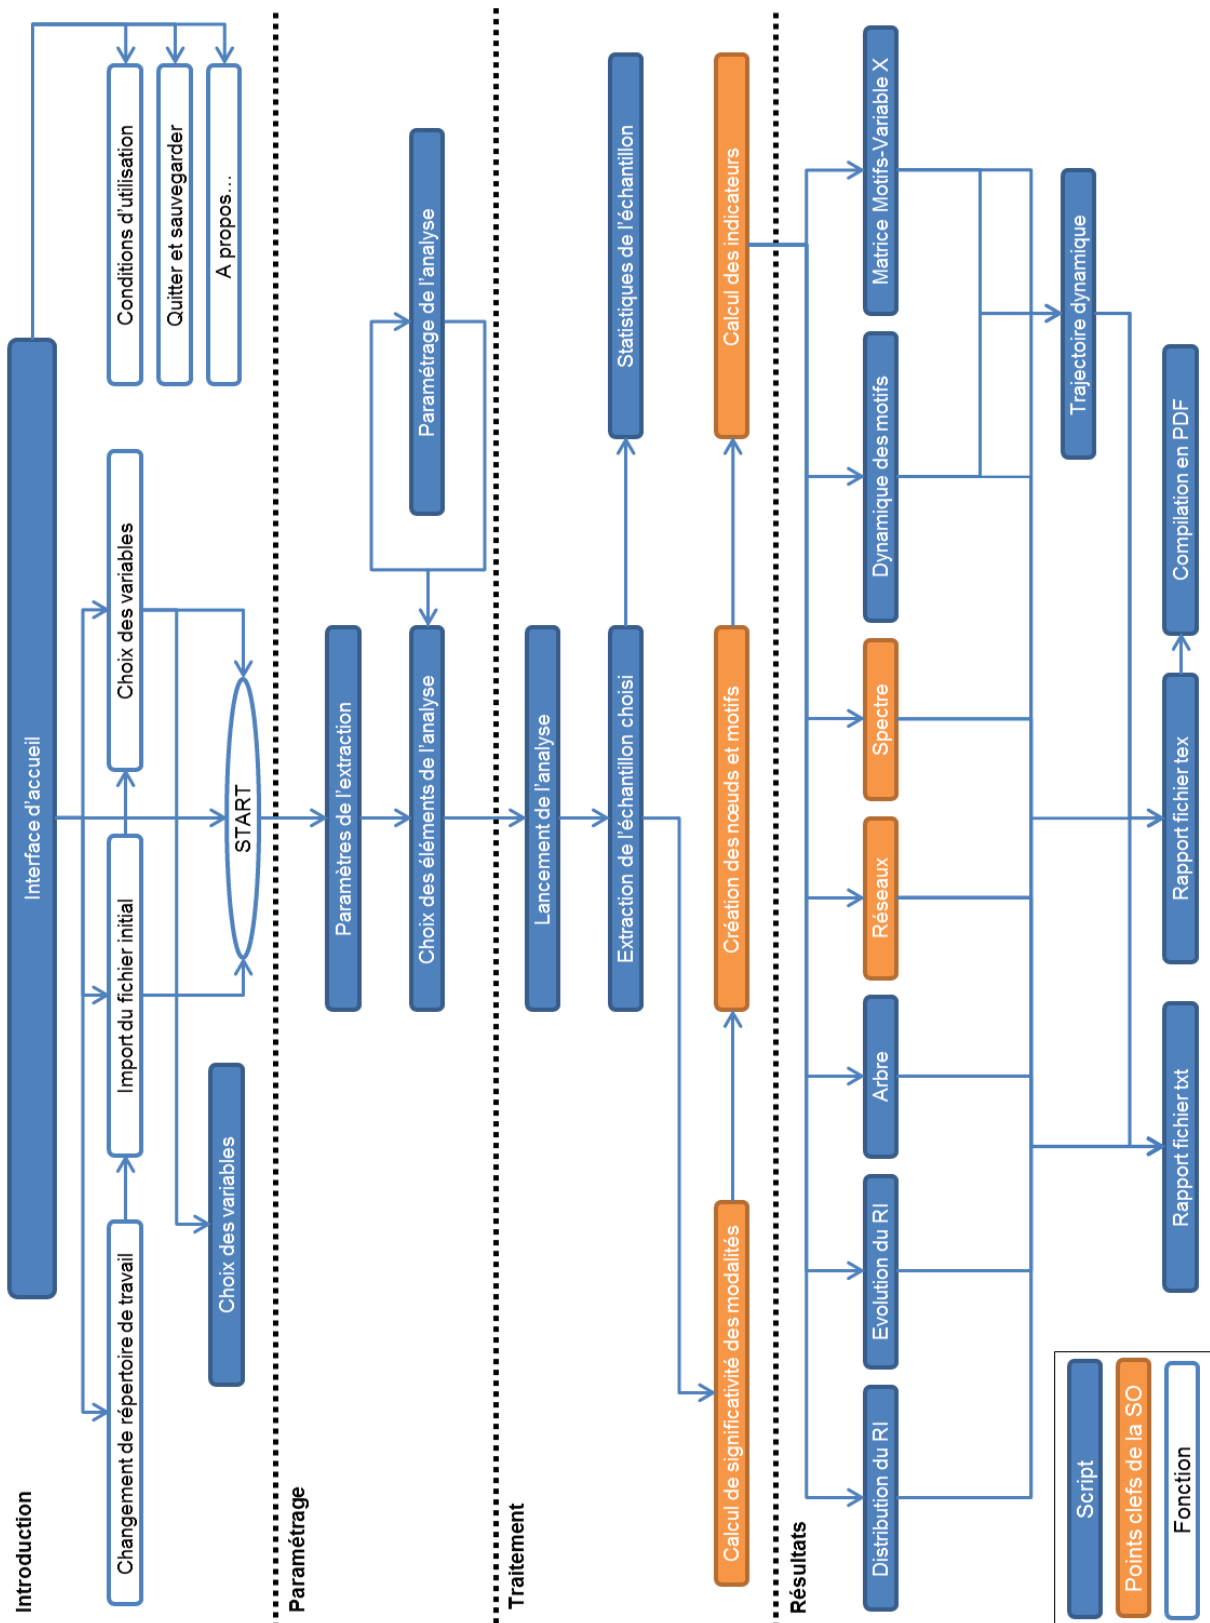 Introduction
Interface d'accueil
Changement de répertoire de travail
Import du fichier initial
Choix des variables
Conditions d'utilisation
Quitter et sauvegarder
A propos...
Choix des variables
START
Paramétrage
Paramètres de l'extraction
Choix des éléments de l'analyse
Paramétrage de l'analyse
Traitement
Lancement de l'analyse
Extraction de l'échantillon choisi
Statistiques de l'échantillon
Calcul de significativité des modalités
Création des nœuds et motifs
Calcul des indicateurs
Résultats
Distribution du RI
Evolution du RI
Arbre
Réseaux
Spectre
Dynamique des motifs
Matrice Motifs-Variable X
Trajectoire dynamique
Rapport fichier txt
Rapport fichier tex
Compilation en PDF
Script
Points clefs de la SO
Fonction